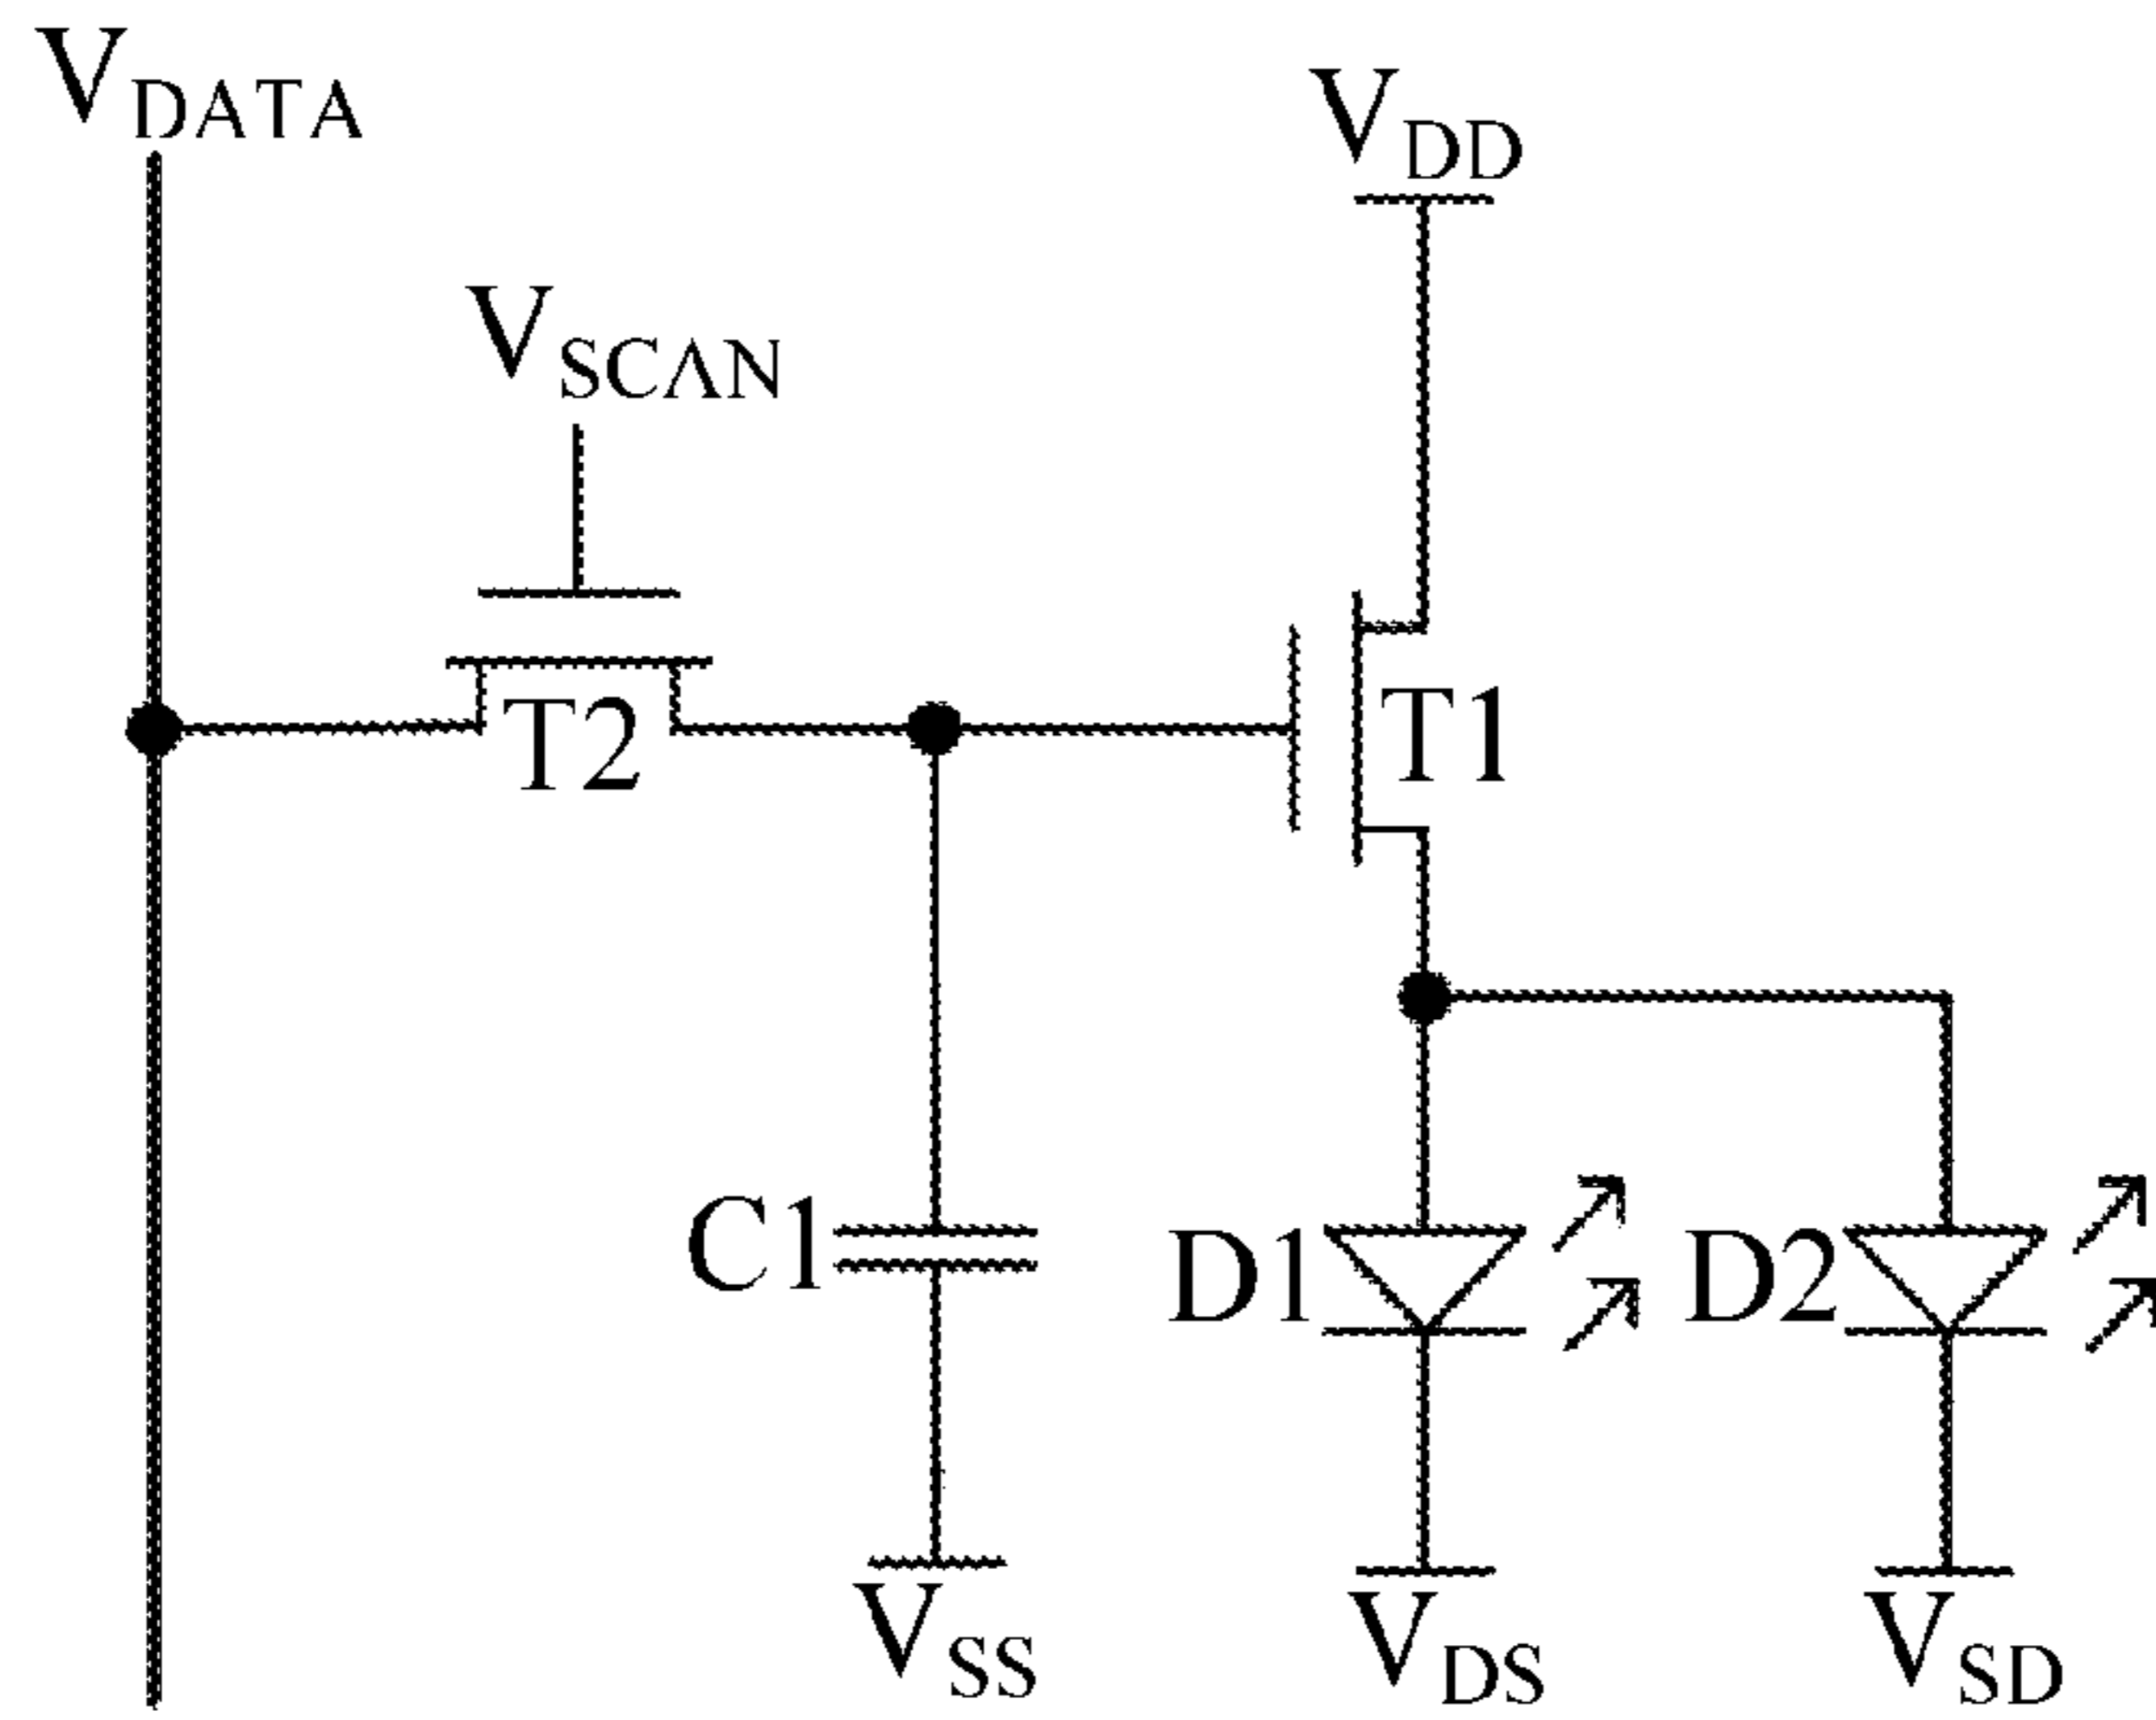 VDATA
VDD
VSCAN
T2
T1
C1
D1
D2
VSS
VDS
VSD